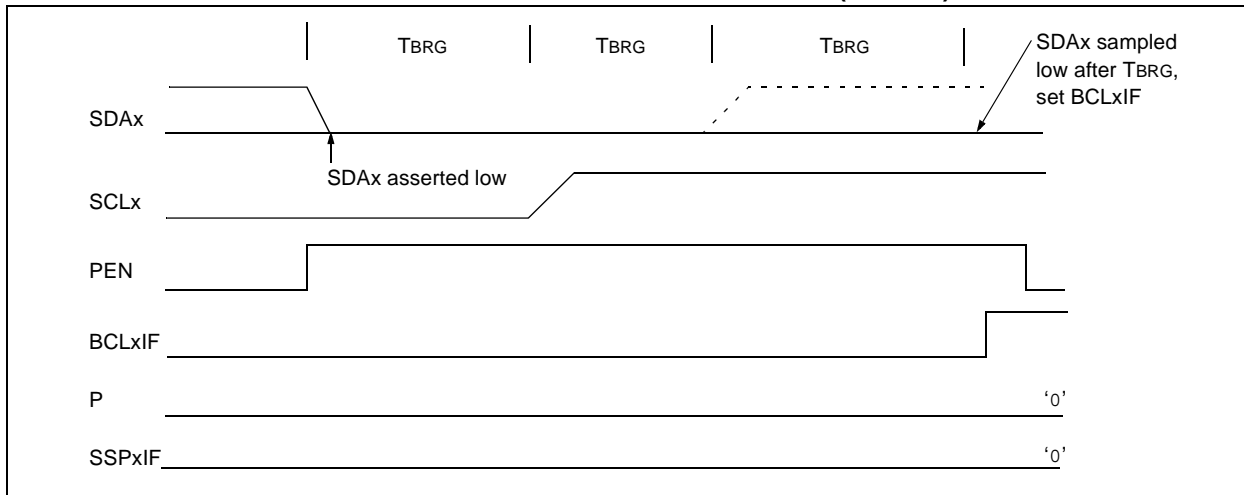 TBRG TBRG TBRG
SDAx sampled
low after TBRG,
set BCLxIF
SDAx
SDAx asserted low
SCLx
PEN
BCLxIF
P
‘0’
SSPxIF
‘0’